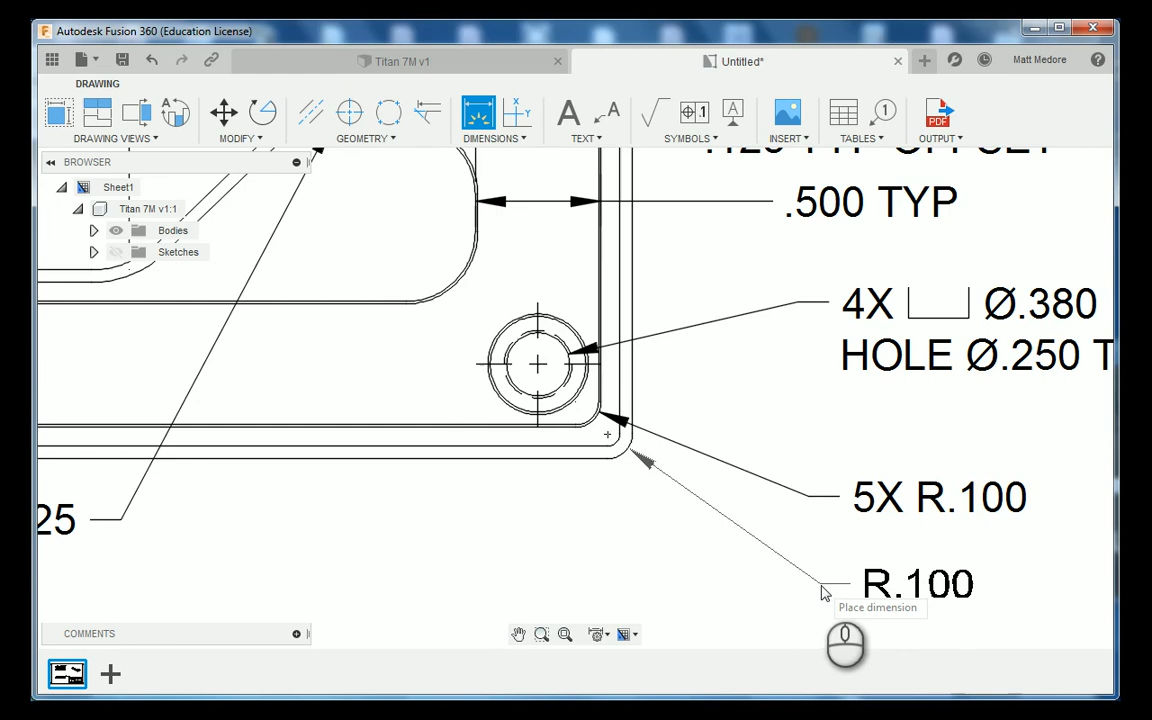 Autodesk Fusion 360 (Education License)
Titan 7M v1
Untitled*
Matt Medore
DRAWING
DRAWING VIEWS
MODIFY
GEOMETRY
DIMENSIONS
TEXT
SYMBOLS
INSERT
TABLES
OUTPUT
BROWSER
Sheet1
Titan 7M v1:1
Bodies
Sketches
.500 TYP
4X ⌴ Ø.380
HOLE Ø.250 T
5X R.100
25
R.100
Place dimension
COMMENTS